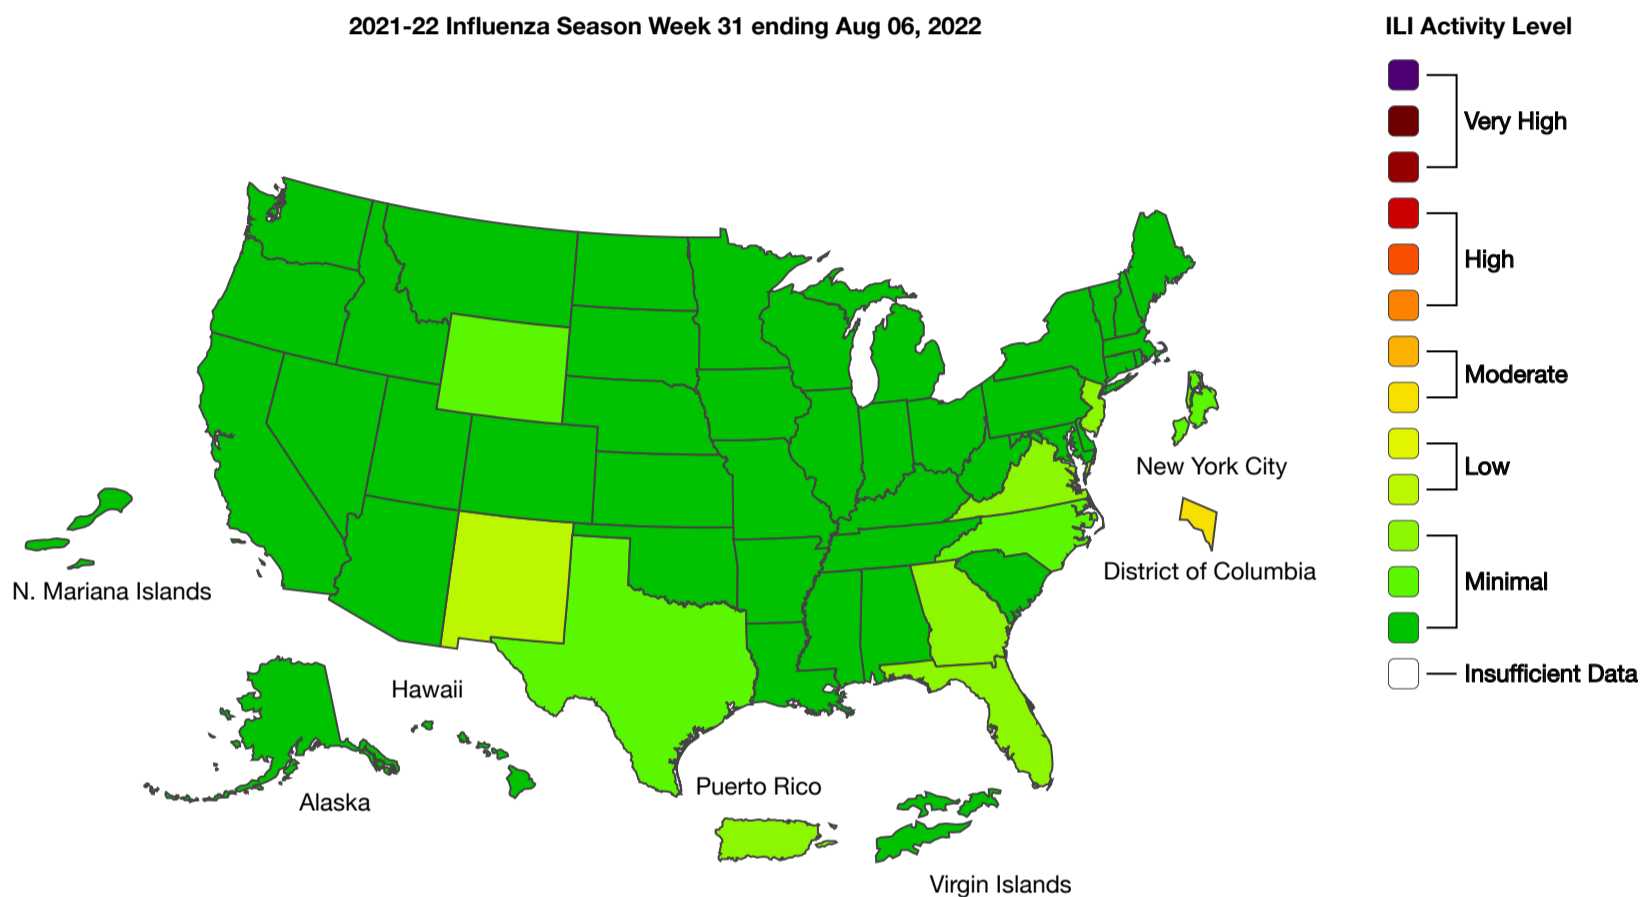 2021-22 Influenza Season Week 31 ending Aug 06, 2022
ILI Activity Level
Very High
High
Moderate
Low
Minimal
Insufficient Data
New York City
District of Columbia
N. Mariana Islands
Hawaii
Alaska
Puerto Rico
Virgin Islands